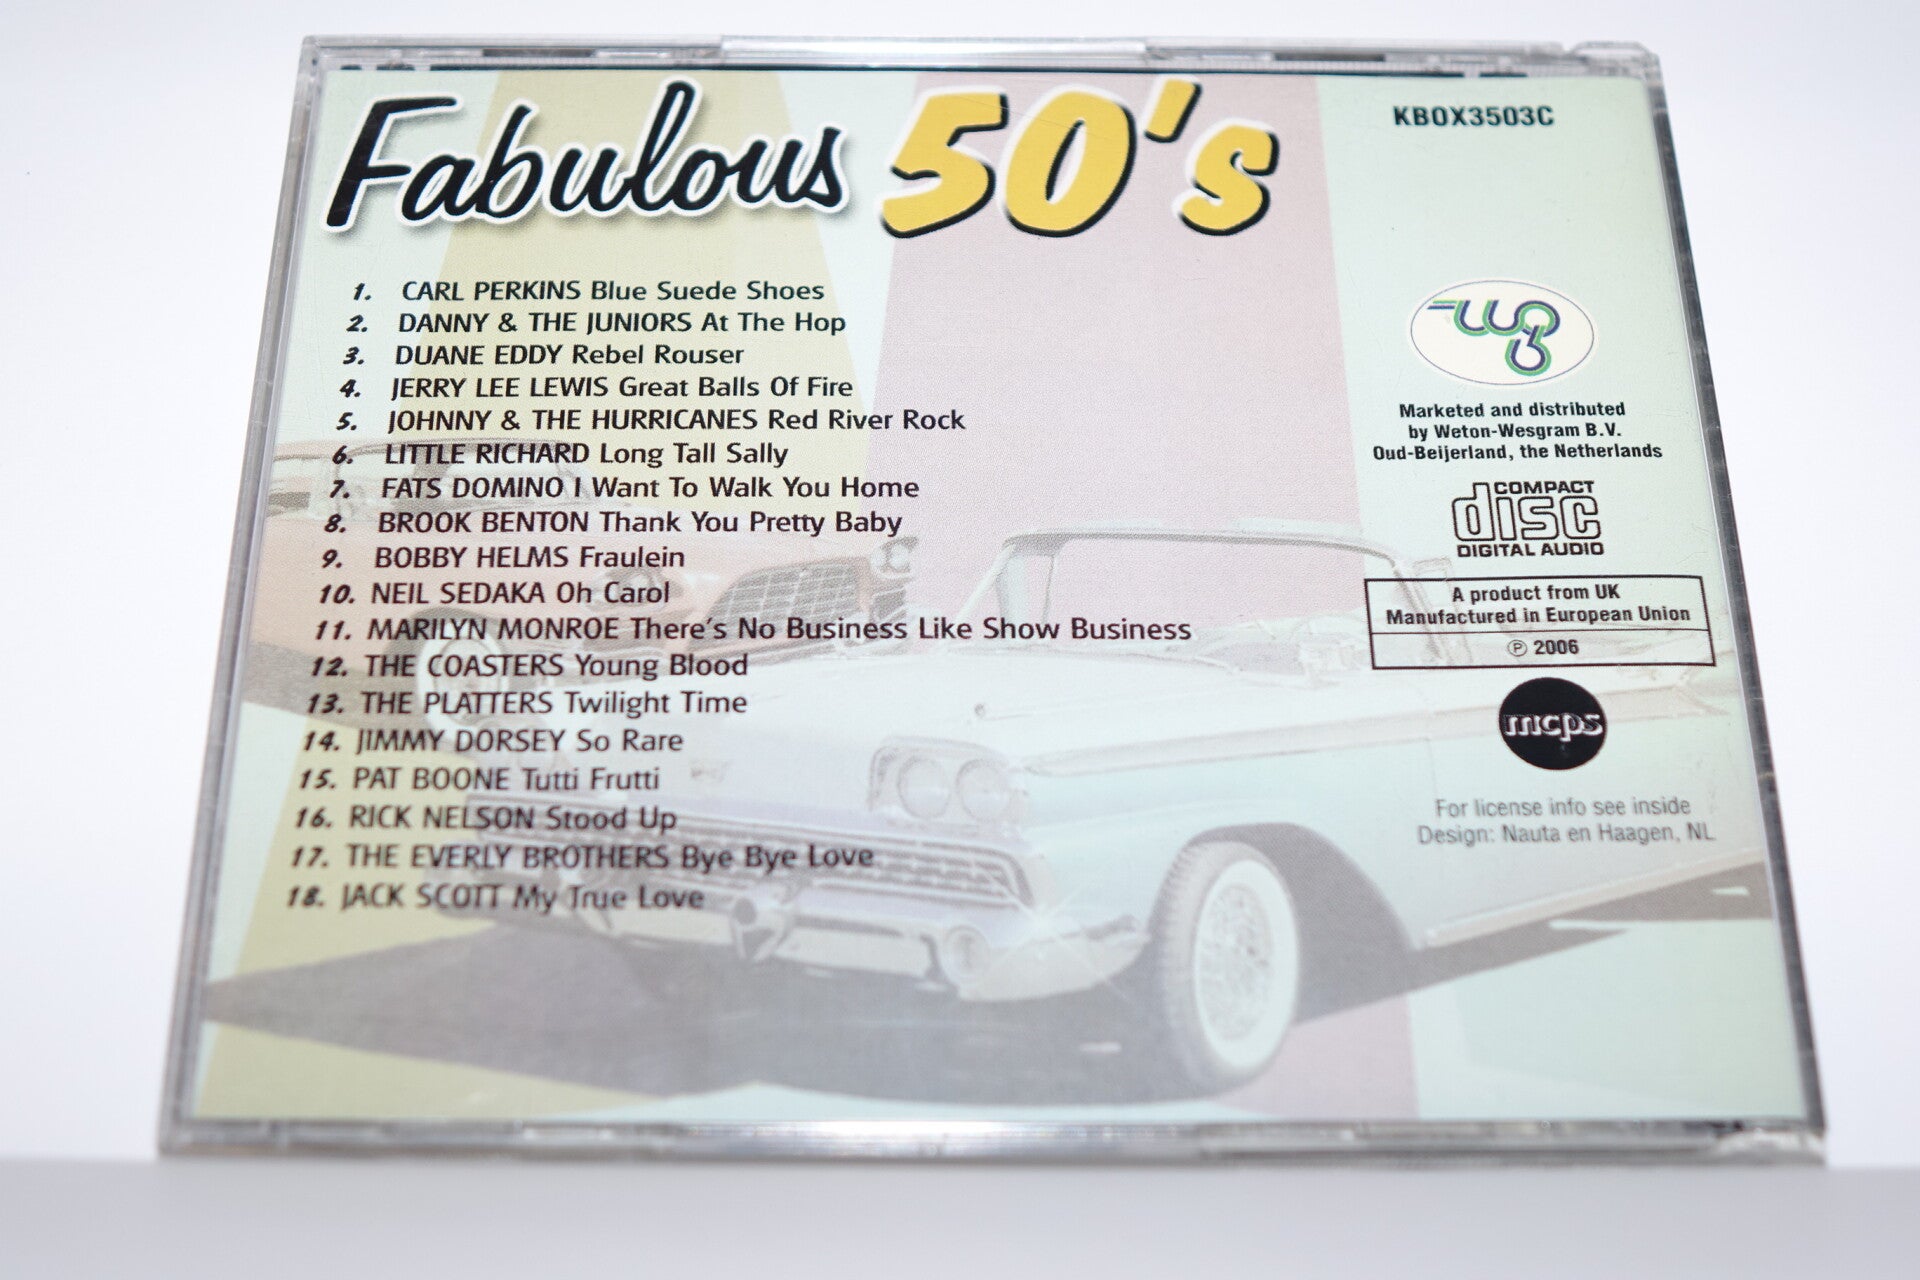 Fabulous 50's
KBOX3503C
1. CARL PERKINS Blue Suede Shoes
2. DANNY & THE JUNIORS At The Hop
3. DUANE EDDY Rebel Rouser
4. JERRY LEE LEWIS Great Balls Of Fire
5. JOHNNY & THE HURRICANES Red River Rock
6. LITTLE RICHARD Long Tall Sally
7. FATS DOMINO I Want To Walk You Home
8. BROOK BENTON Thank You Pretty Baby
9. BOBBY HELMS Fraulein
10. NEIL SEDAKA Oh Carol
11. MARILYN MONROE There's No Business Like Show Business
12. THE COASTERS Young Blood
13. THE PLATTERS Twilight Time
14. JIMMY DORSEY So Rare
15. PAT BOONE Tutti Frutti
16. RICK NELSON Stood Up
17. THE EVERLY BROTHERS Bye Bye Love
18. JACK SCOTT My True Love
Marketed and distributed
by Weton-Wesgram B.V.
Oud-Beijerland, the Netherlands
COMPACT
disc
DIGITAL AUDIO
A product from UK
Manufactured in European Union
℗ 2006
mcps
For license info see inside
Design: Nauta en Haagen, NL